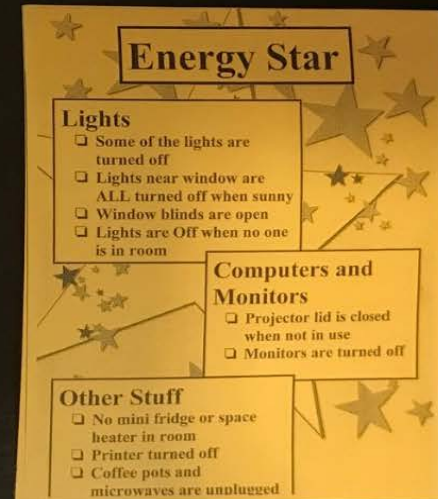 Energy Star
Lights
❑ Some of the lights are
turned off
❑ Lights near window are
ALL turned off when sunny
❑ Window blinds are open
❑ Lights are Off when no one
is in room
Computers and
Monitors
❑ Projector lid is closed
when not in use
❑ Monitors are turned off
Other Stuff
❑ No mini fridge or space
heater in room
❑ Printer turned off
❑ Coffee pots and
microwaves are unplugged